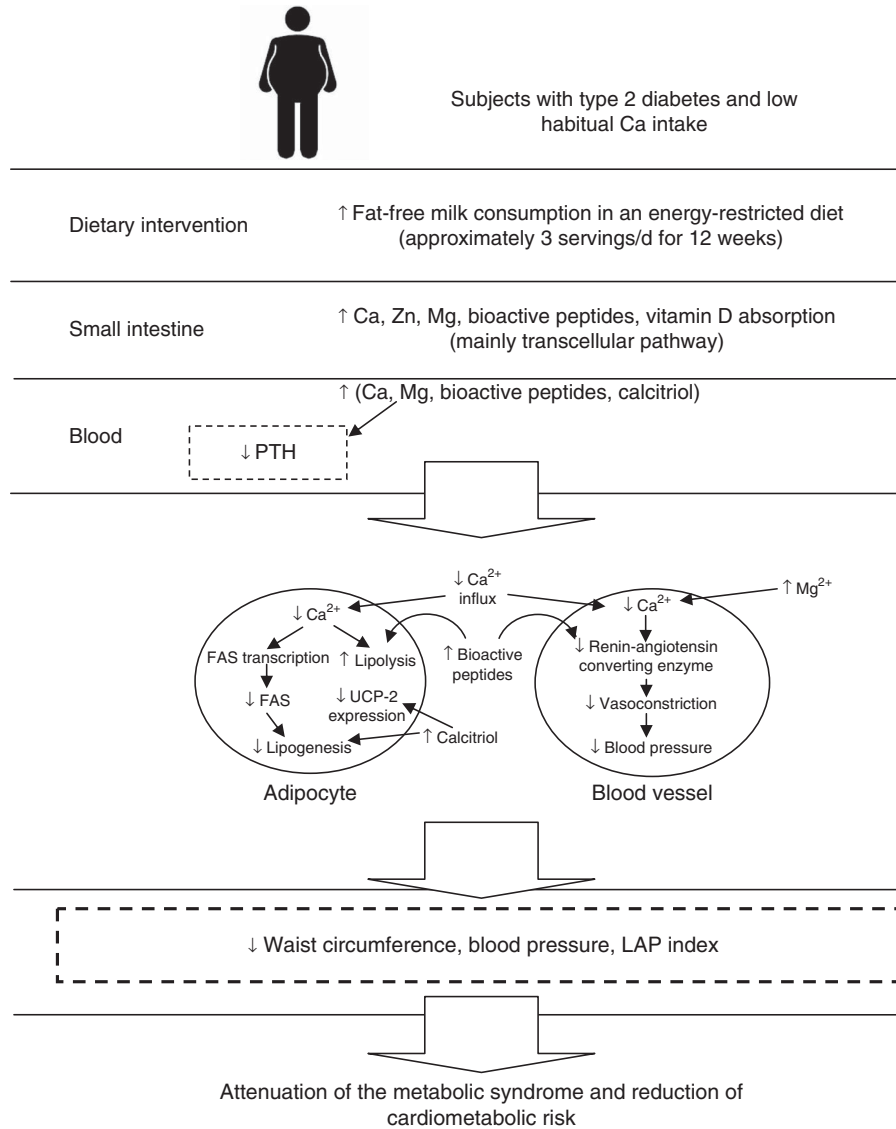 Subjects with type 2 diabetes and low
habitual Ca intake
Dietary intervention
↑ Fat-free milk consumption in an energy-restricted diet
(approximately 3 servings/d for 12 weeks)
Small intestine
↑ Ca, Zn, Mg, bioactive peptides, vitamin D absorption
(mainly transcellular pathway)
↑ (Ca, Mg, bioactive peptides, calcitriol)
Blood
↓ PTH
↓ Ca²⁺
influx
↑ Mg²⁺
↓ Ca²⁺
FAS transcription
↑ Lipolysis
↓ FAS
↓ UCP-2
expression
↓ Lipogenesis
↑ Bioactive
peptides
↑ Calcitriol
↓ Ca²⁺
↓ Renin-angiotensin
converting enzyme
↓ Vasoconstriction
↓ Blood pressure
Adipocyte
Blood vessel
↓ Waist circumference, blood pressure, LAP index
Attenuation of the metabolic syndrome and reduction of
cardiometabolic risk